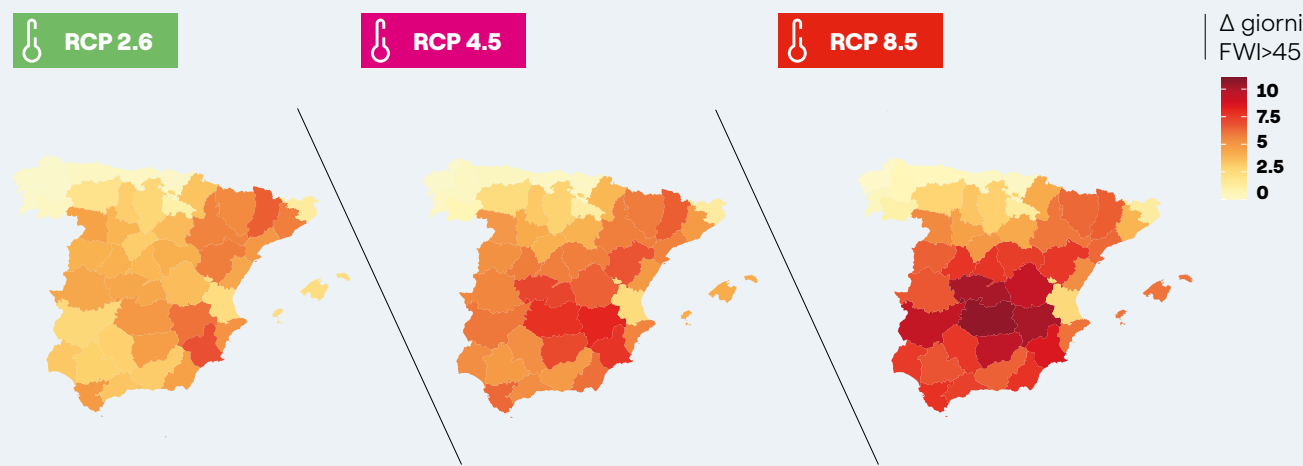 RCP 2.6
RCP 4.5
RCP 8.5
Δ giorni
FWI>45
10
7.5
5
2.5
0